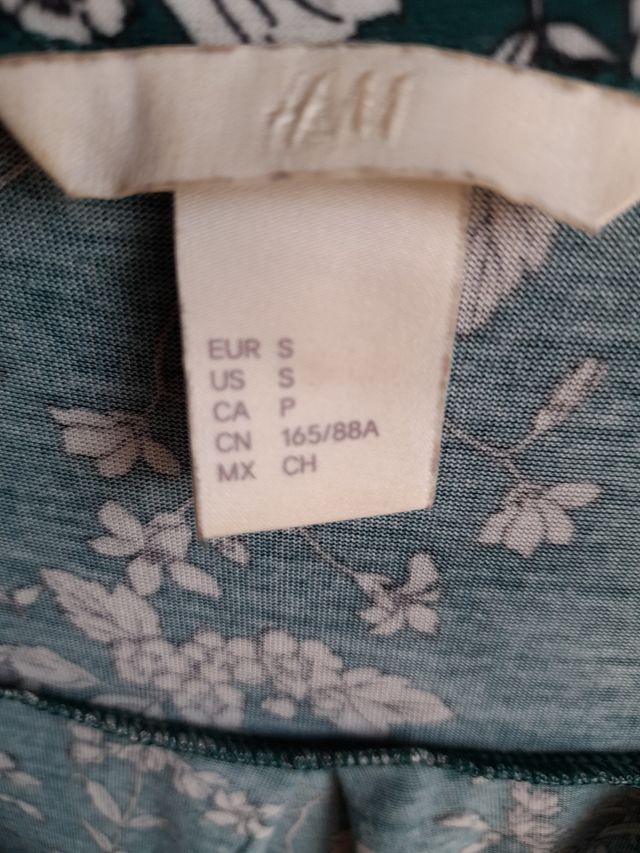 H&M
EUR S
US S
CA P
CN 165/88A
MX CH